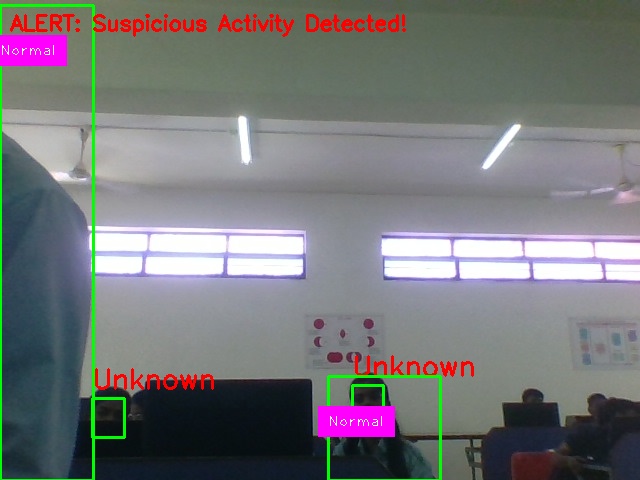 ALERT: Suspicious Activity Detected!
Normal
Unknown
Unknown
Normal